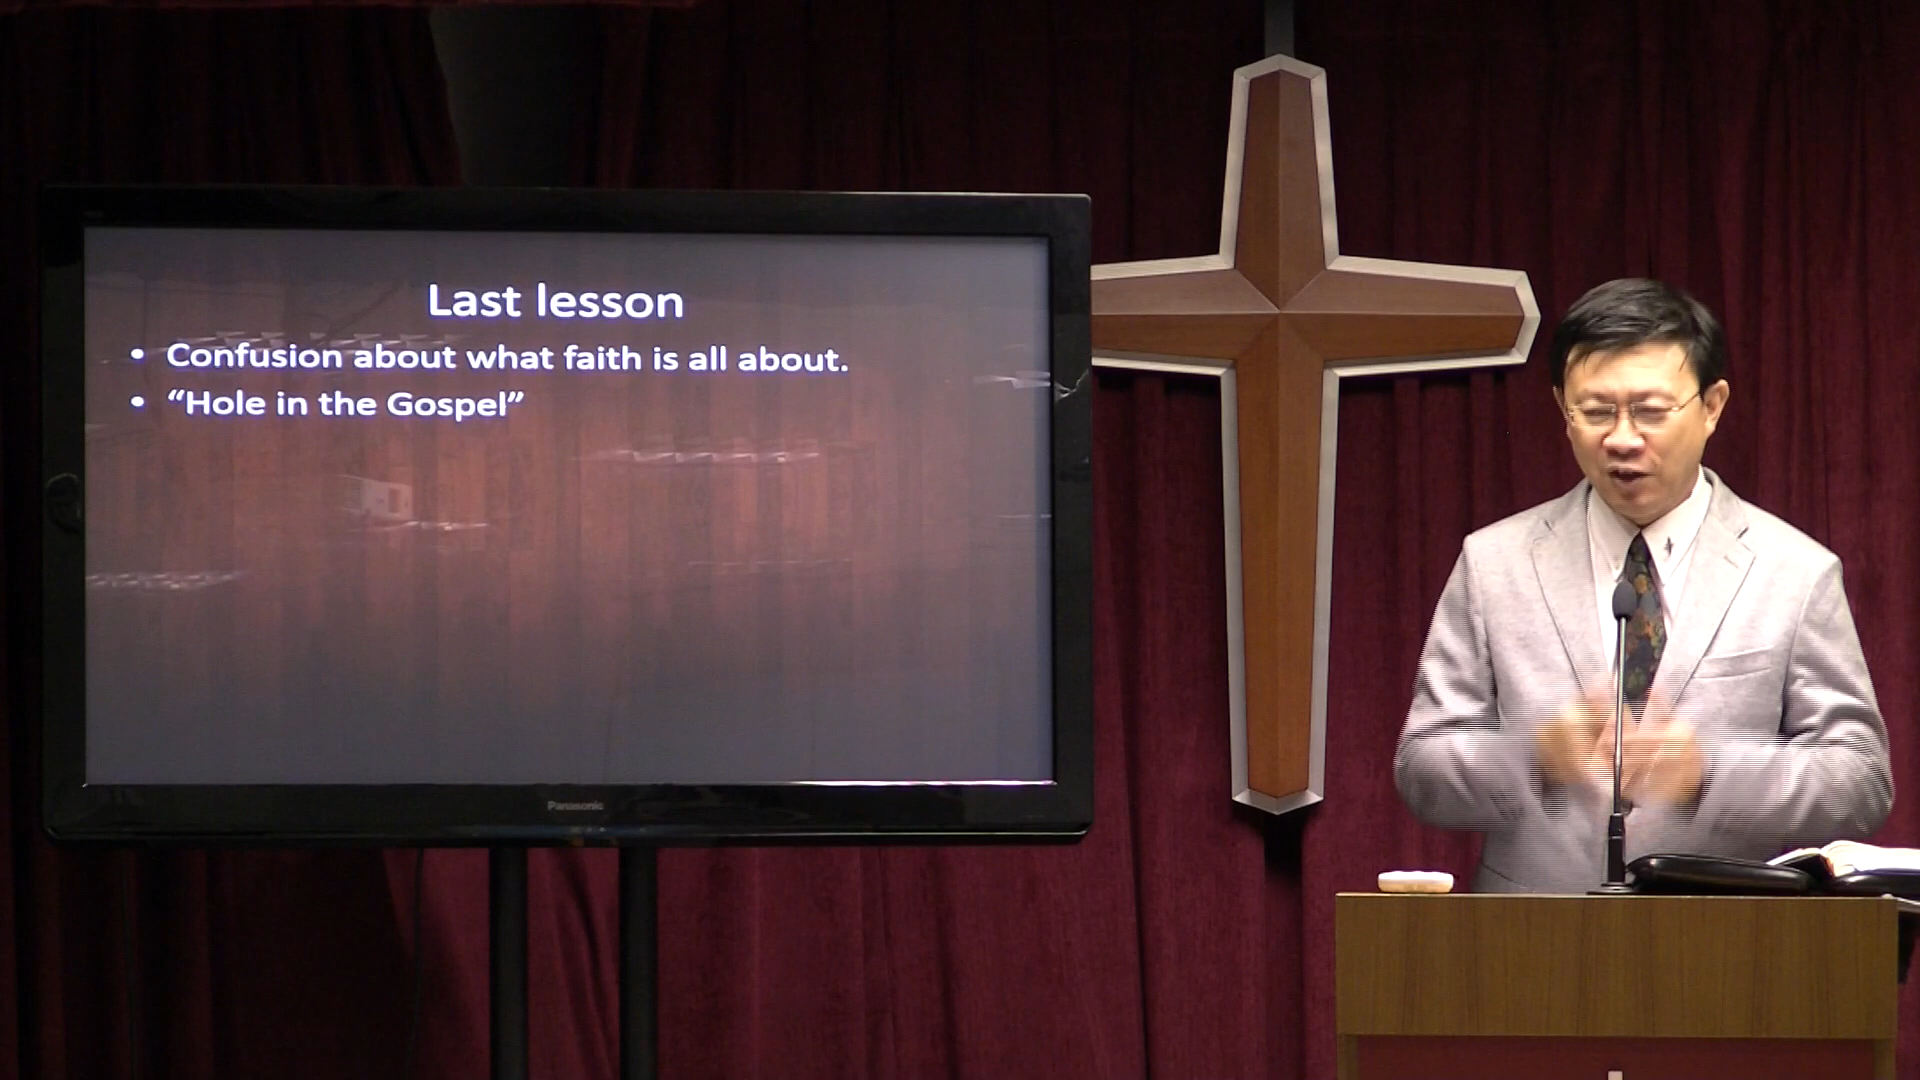 Last lesson
• Confusion about what faith is all about.
• “Hole in the Gospel”
Panasonic